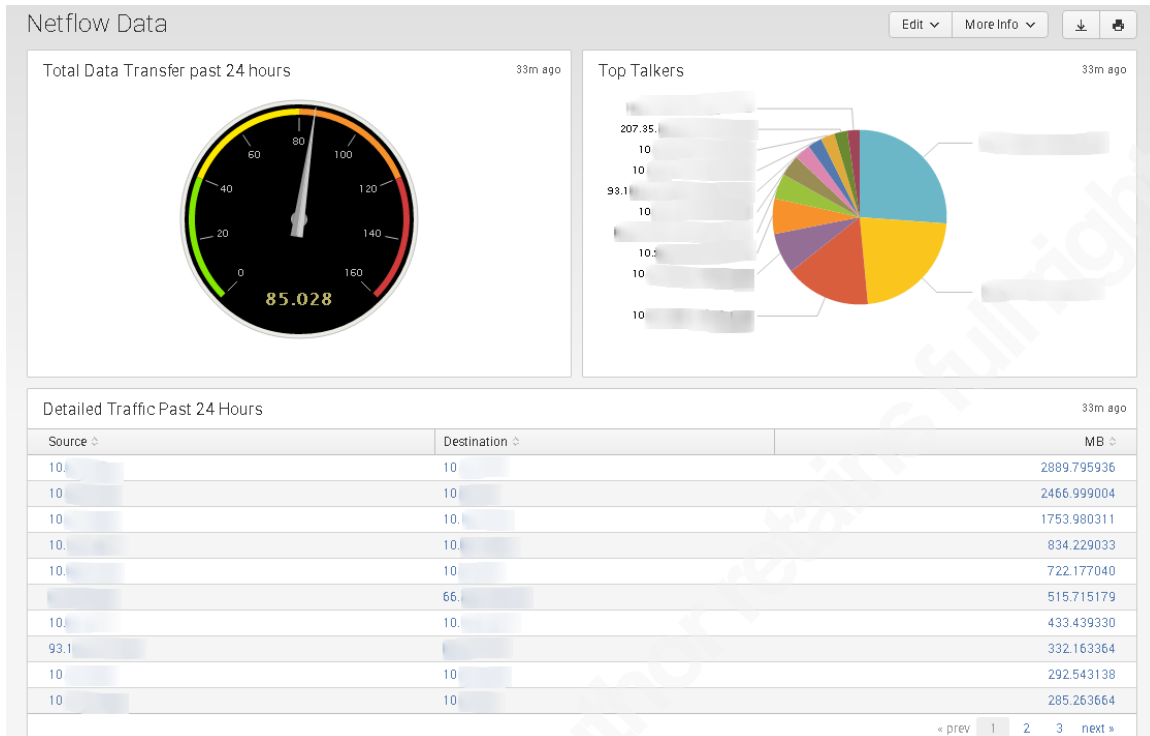 Netflow Data
Edit More Info
Total Data Transfer past 24 hours 33m ago
0
20
40
60
80
100
120
140
160
85.028
Top Talkers 33m ago
207.35.
10
10
93.1
10
10.
10
10
Detailed Traffic Past 24 Hours 33m ago
Source Destination MB
10. 10 2889.795936
10 10 2466.999004
10 10. 1753.980311
10. 10. 834.229033
10. 10 722.177040
66. 515.715179
10. 10. 433.439330
93.1 332.163364
10 10 292.543138
10 10 285.263664
« prev 1 2 3 next »
author retains full right